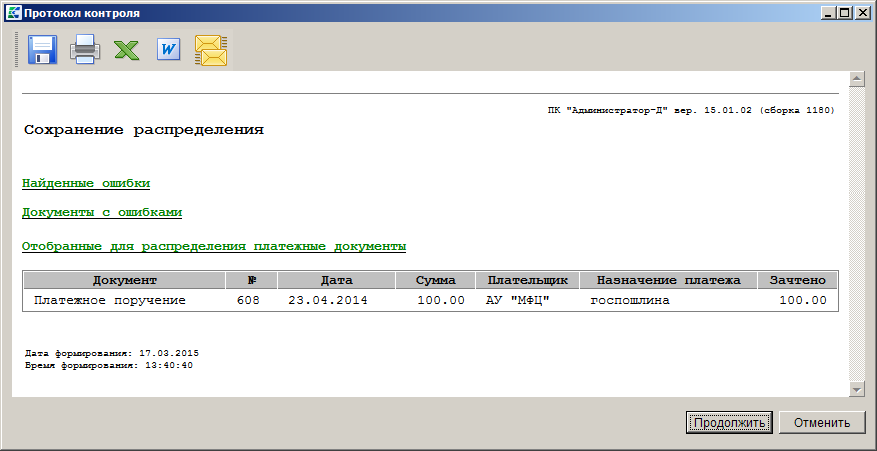 Протокол контроля
ПК "Администратор-Д" вер. 15.01.02 (сборка 1180)
Сохранение распределения
Найденные ошибки
Документы с ошибками
Отобранные для распределения платежные документы
Документ № Дата Сумма Плательщик Назначение платежа Зачтено
Платежное поручение 608 23.04.2014 100.00 АУ "МФЦ" госпошлина 100.00
Дата формирования: 17.03.2015
Время формирования: 13:40:40
Продолжить Отменить